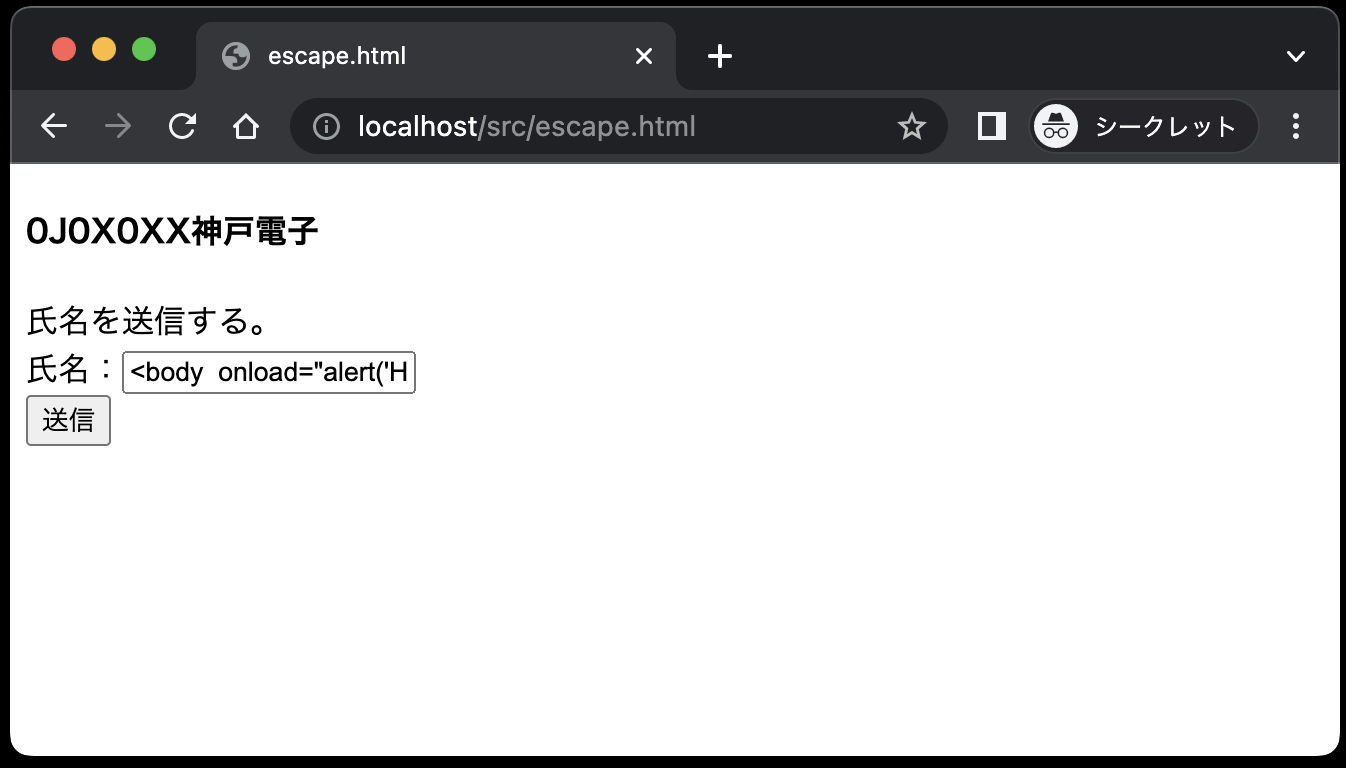 escape.html
localhost/src/escape.html
シークレット
0J0X0XX神戸電子
氏名を送信する。
氏名：<body  onload="alert('H
送信